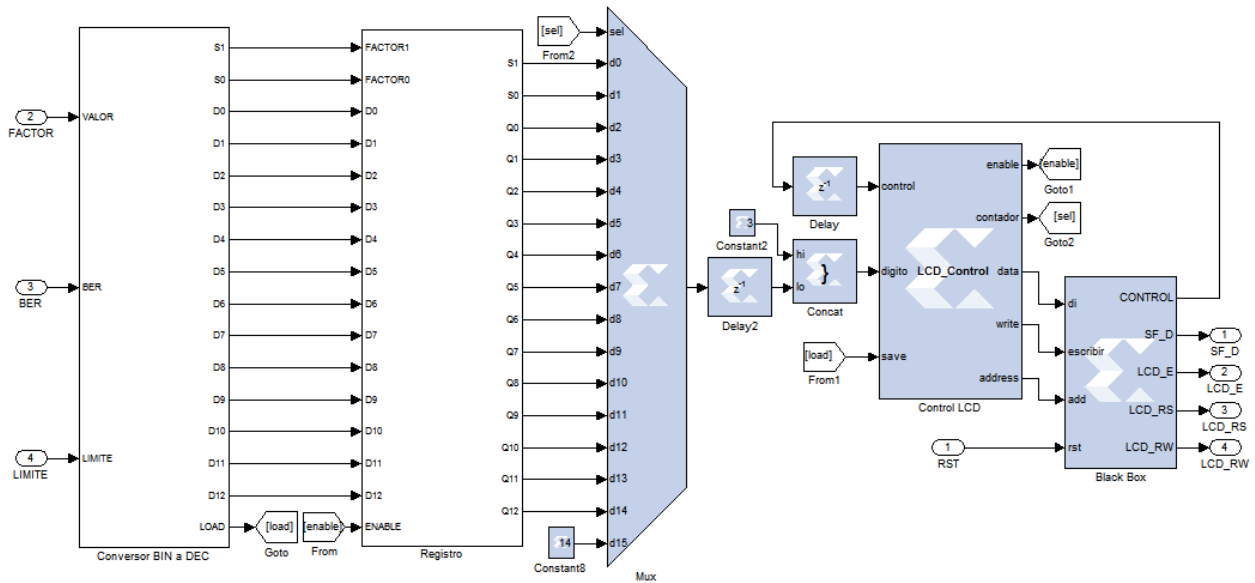 2
FACTOR
3
BER
4
LIMITE
VALOR
BER
LIMITE
S1
S0
D0
D1
D2
D3
D4
D5
D6
D7
D8
D9
D10
D11
D12
LOAD
Conversor BIN a DEC
[load]
Goto
[enable]
From
FACTOR1
FACTOR0
D0
D1
D2
D3
D4
D5
D6
D7
D8
D9
D10
D11
D12
ENABLE
S1
S0
Q0
Q1
Q2
Q3
Q4
Q5
Q6
Q7
Q8
Q9
Q10
Q11
Q12
Registro
[sel]
From2
14
Constant8
sel
d0
d1
d2
d3
d4
d5
d6
d7
d8
d9
d10
d11
d12
d13
d14
d15
Mux
z-1
Delay2
3
Constant2
hi
}
lo
Concat
z-1
Delay
[load]
From1
control
digito
save
LCD_Control
enable
contador
data
write
address
Control LCD
[enable]
Goto1
[sel]
Goto2
1
RST
di
escribir
add
rst
CONTROL
SF_D
LCD_E
LCD_RS
LCD_RW
Black Box
1
SF_D
2
LCD_E
3
LCD_RS
4
LCD_RW